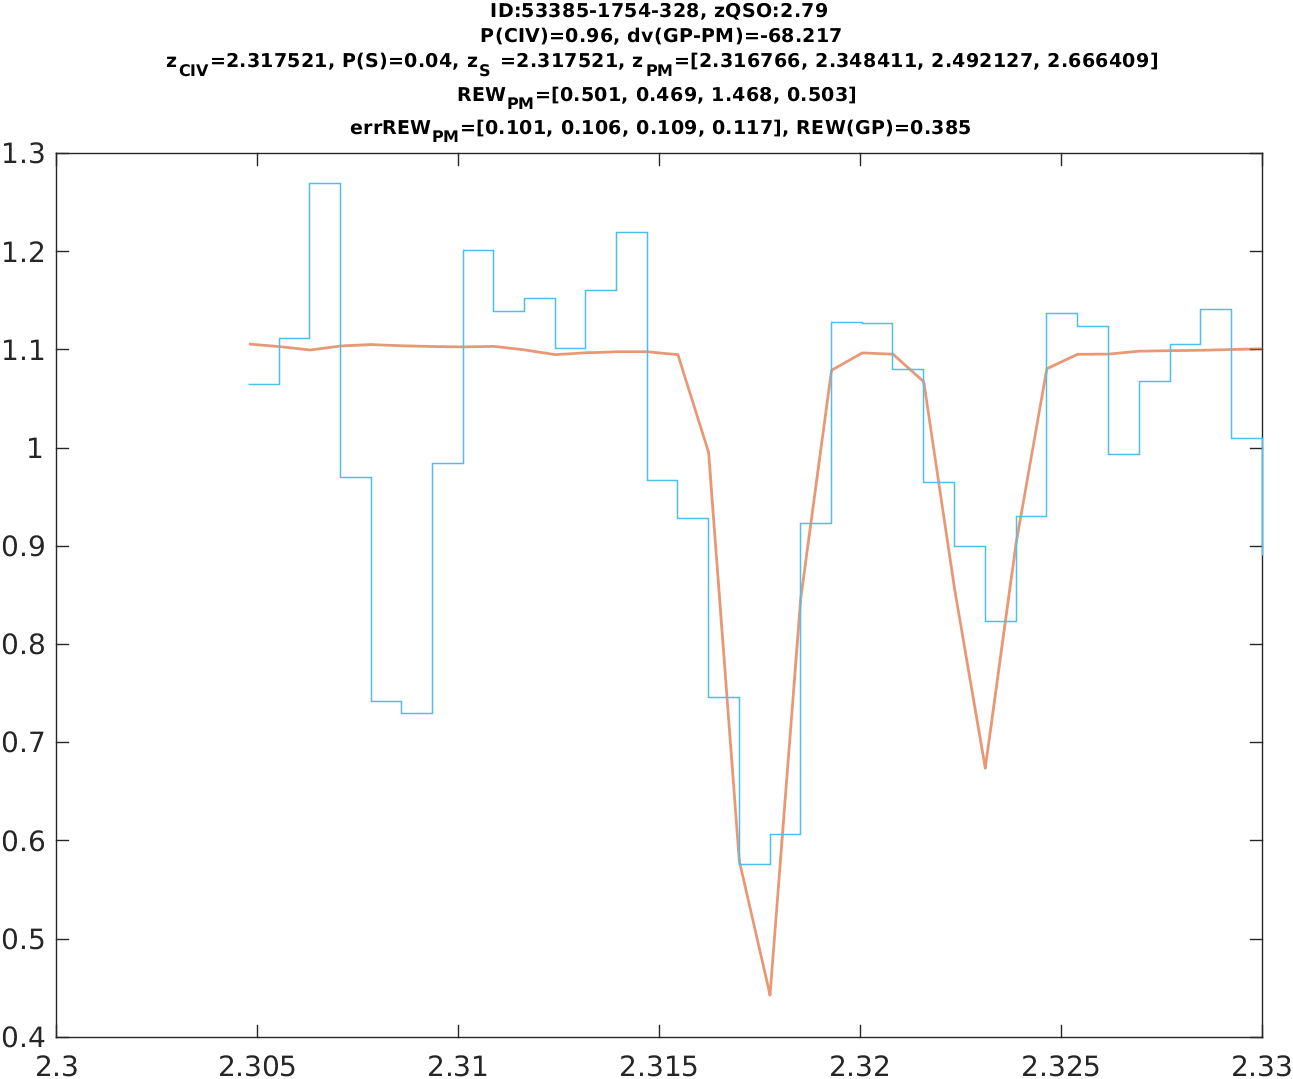 ID:53385-1754-328, zQSO:2.79
P(CIV)=0.96, dv(GP-PM)=-68.217
zCIV=2.317521, P(S)=0.04, zS =2.317521, zPM=[2.316766, 2.348411, 2.492127, 2.666409]
REWPM=[0.501, 0.469, 1.468, 0.503]
errREWPM=[0.101, 0.106, 0.109, 0.117], REW(GP)=0.385
1.3
1.2
1.1
1
0.9
0.8
0.7
0.6
0.5
0.4
2.3 2.305 2.31 2.315 2.32 2.325 2.33